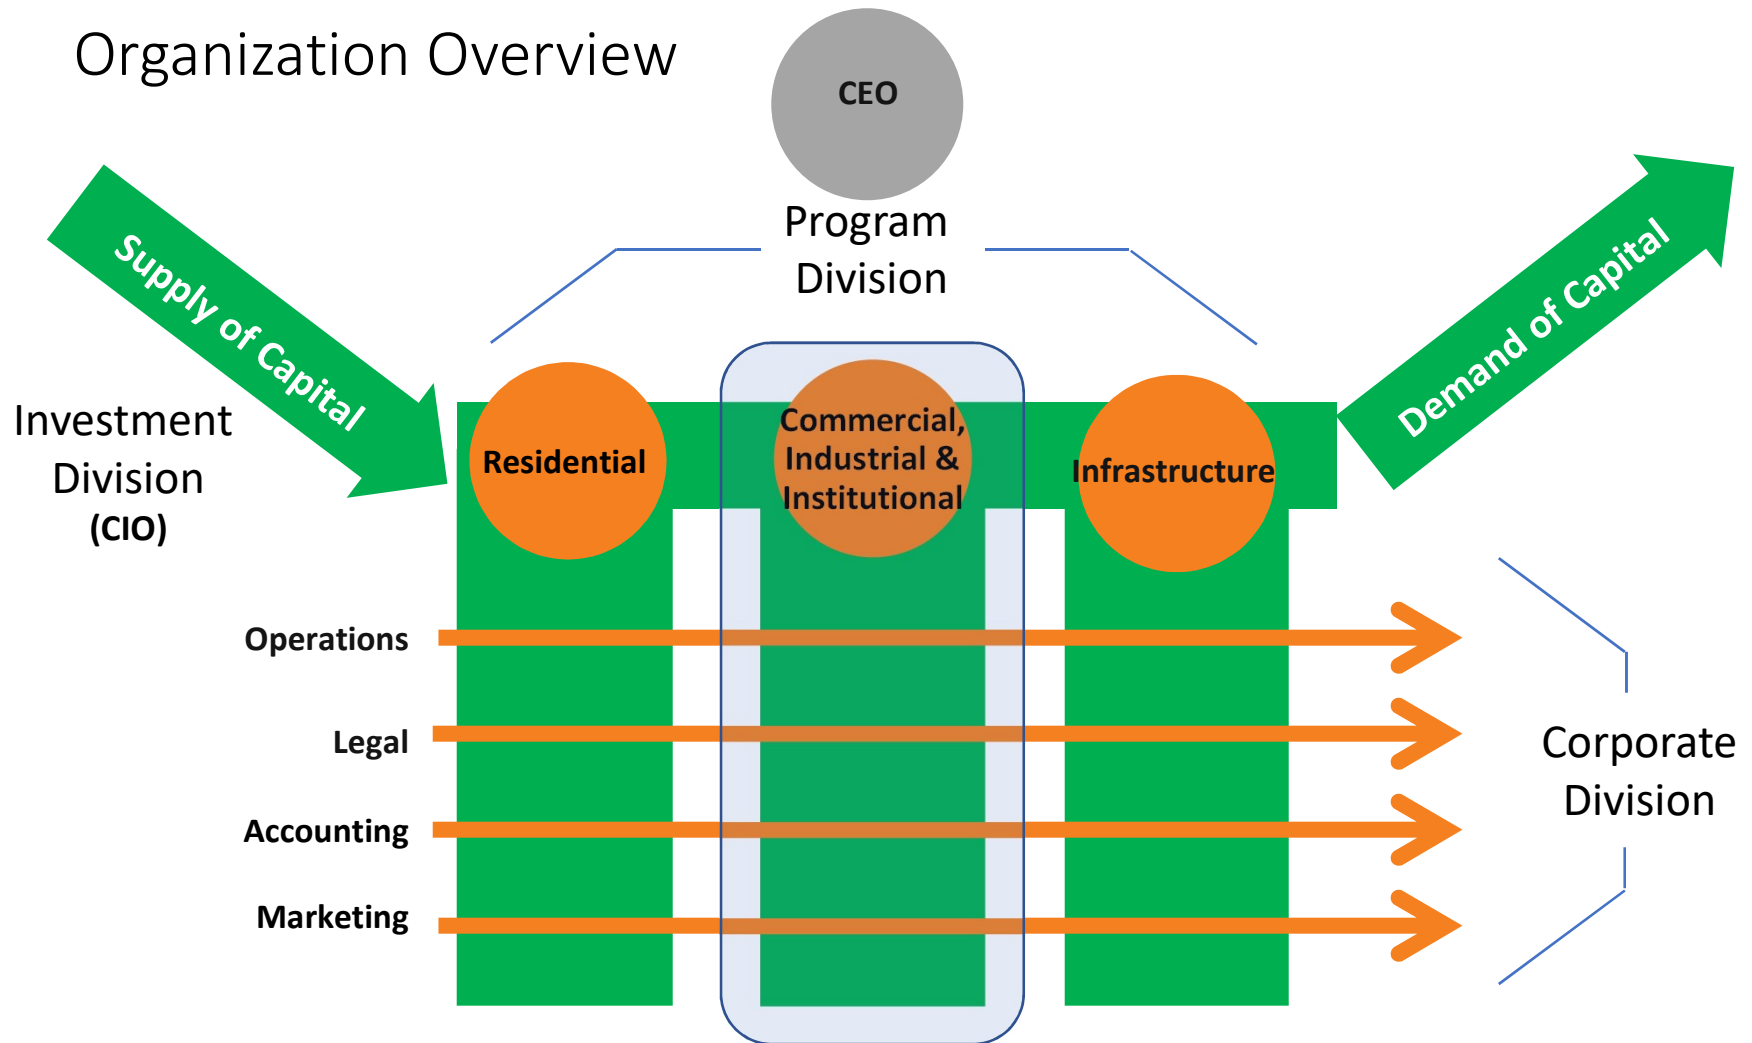 Organization Overview
CEO
Program
Division
Supply of Capital
Demand of Capital
Investment
Division
(CIO)
Residential
Commercial,
Industrial &
Institutional
Infrastructure
Operations
Legal
Accounting
Marketing
Corporate
Division